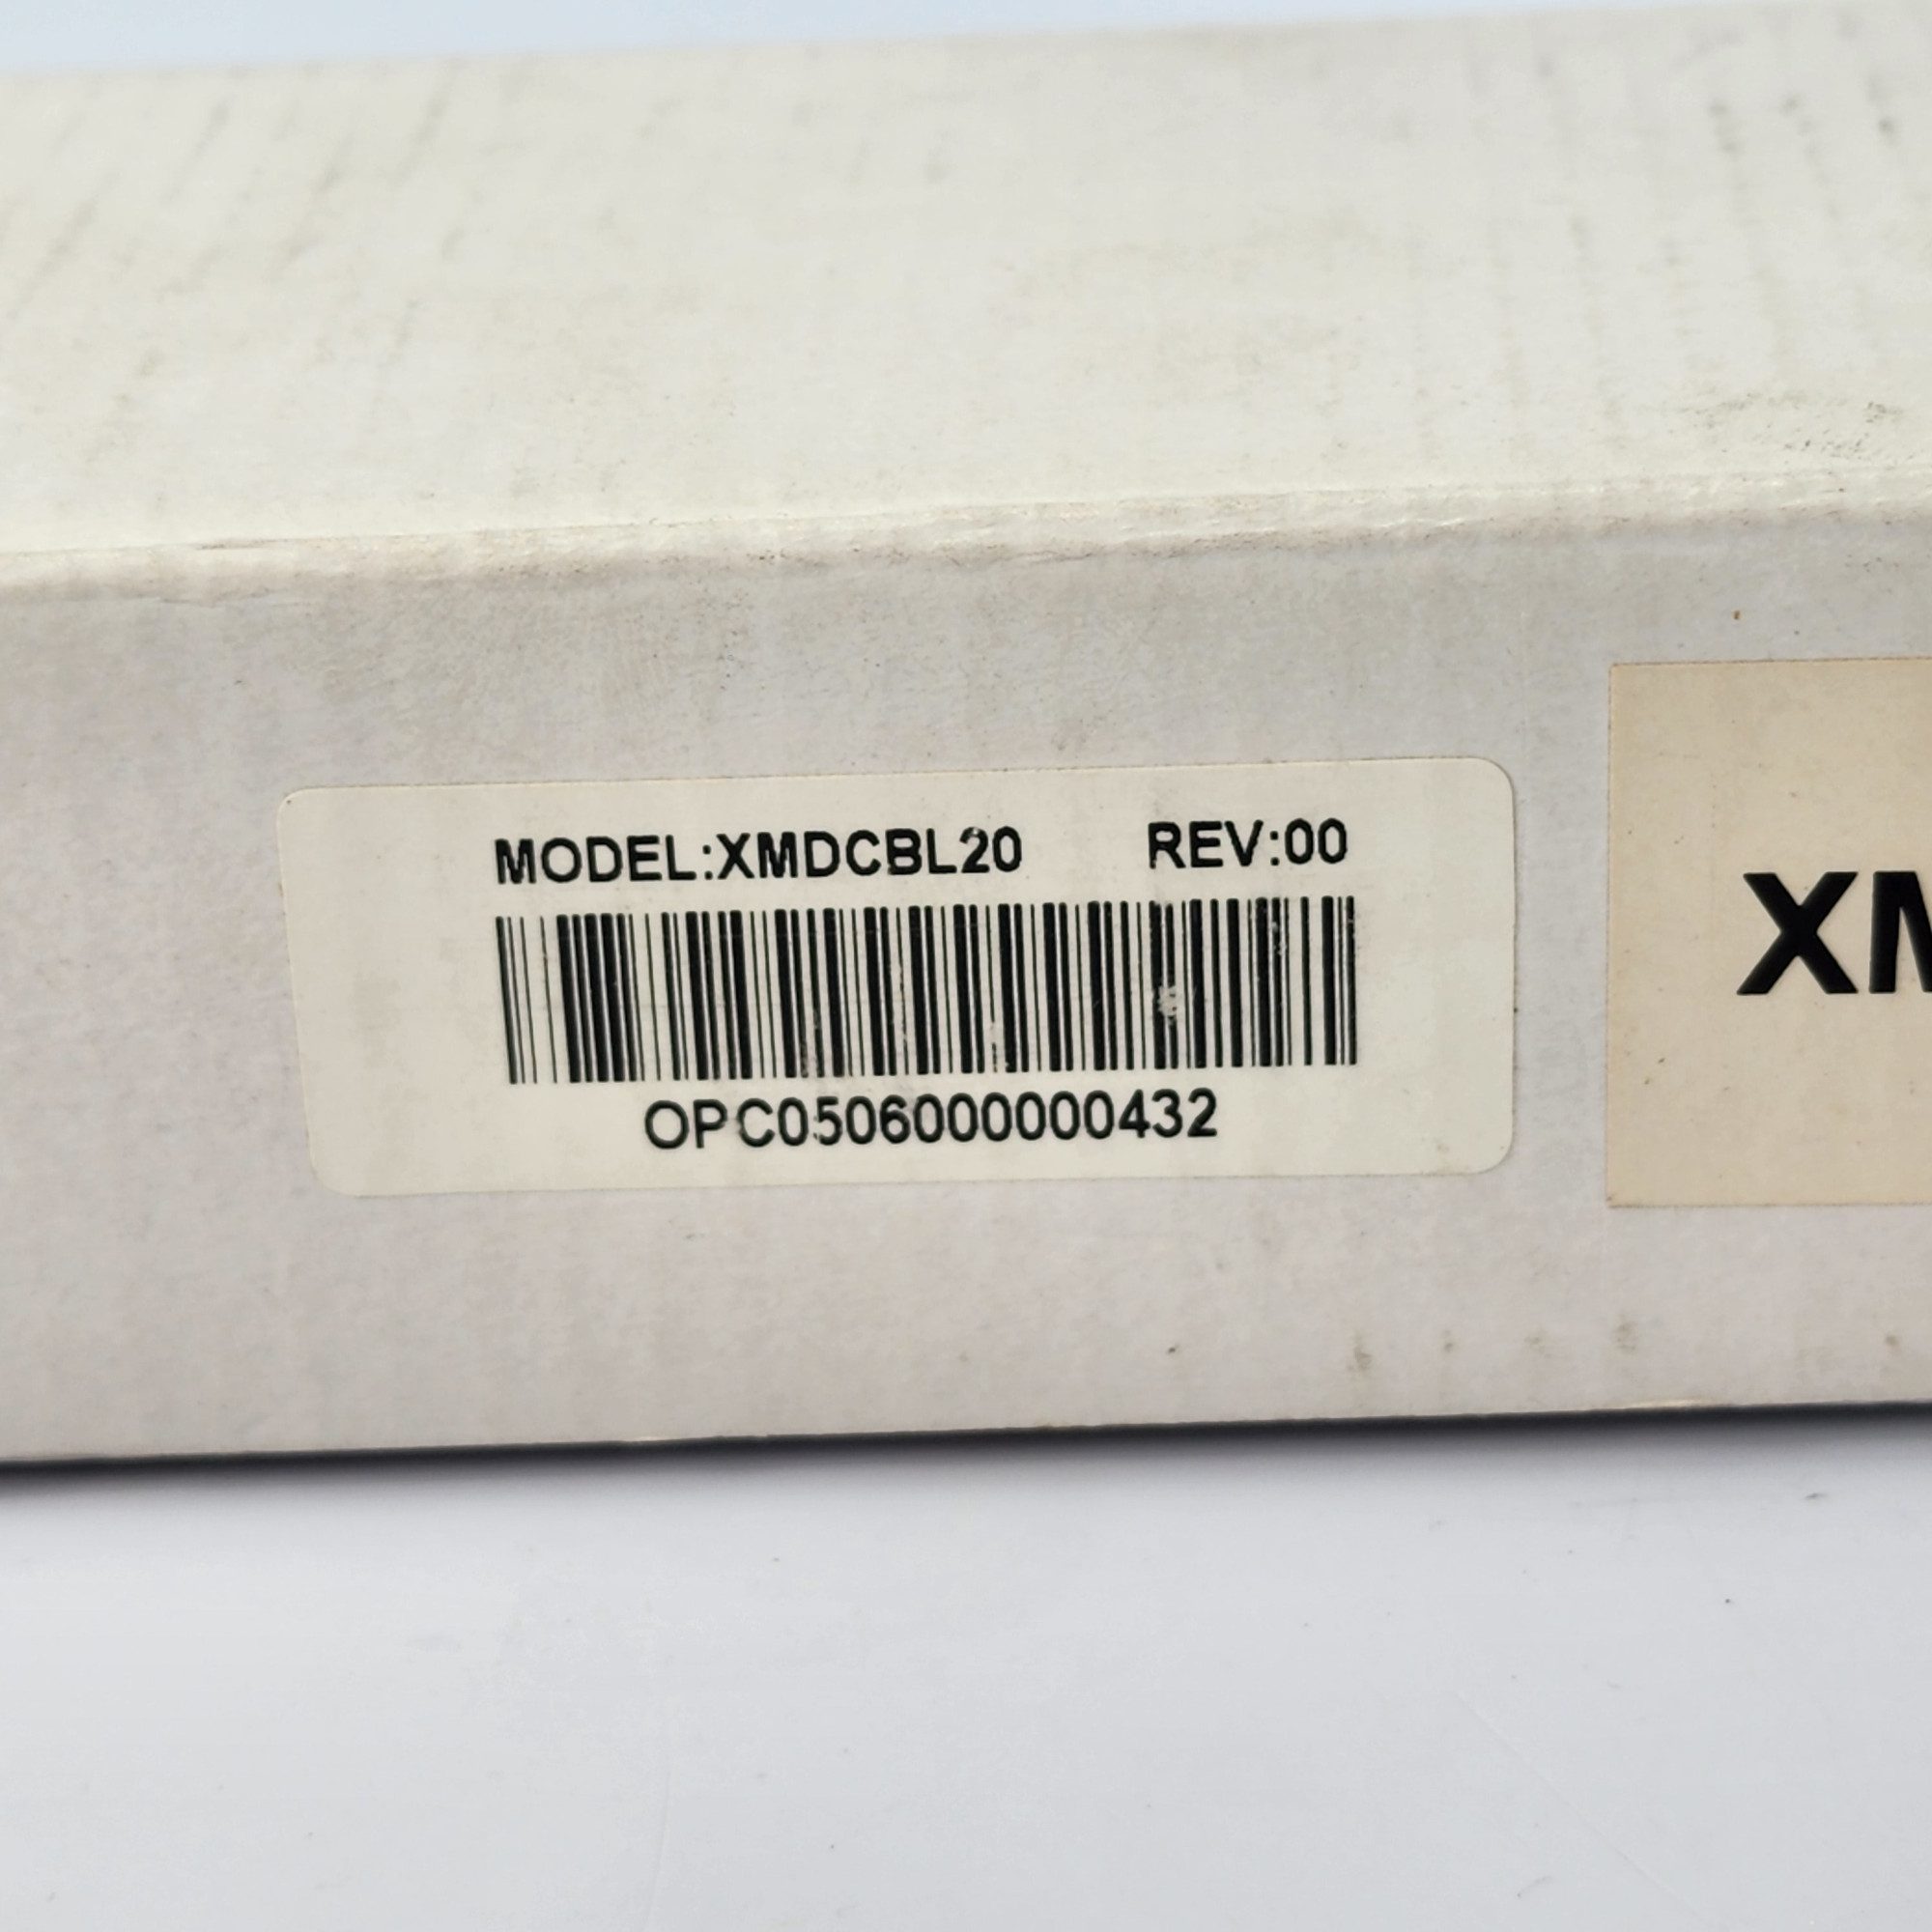 MODEL:XMDCBL20 REV:00
OPC0506000000432
XM